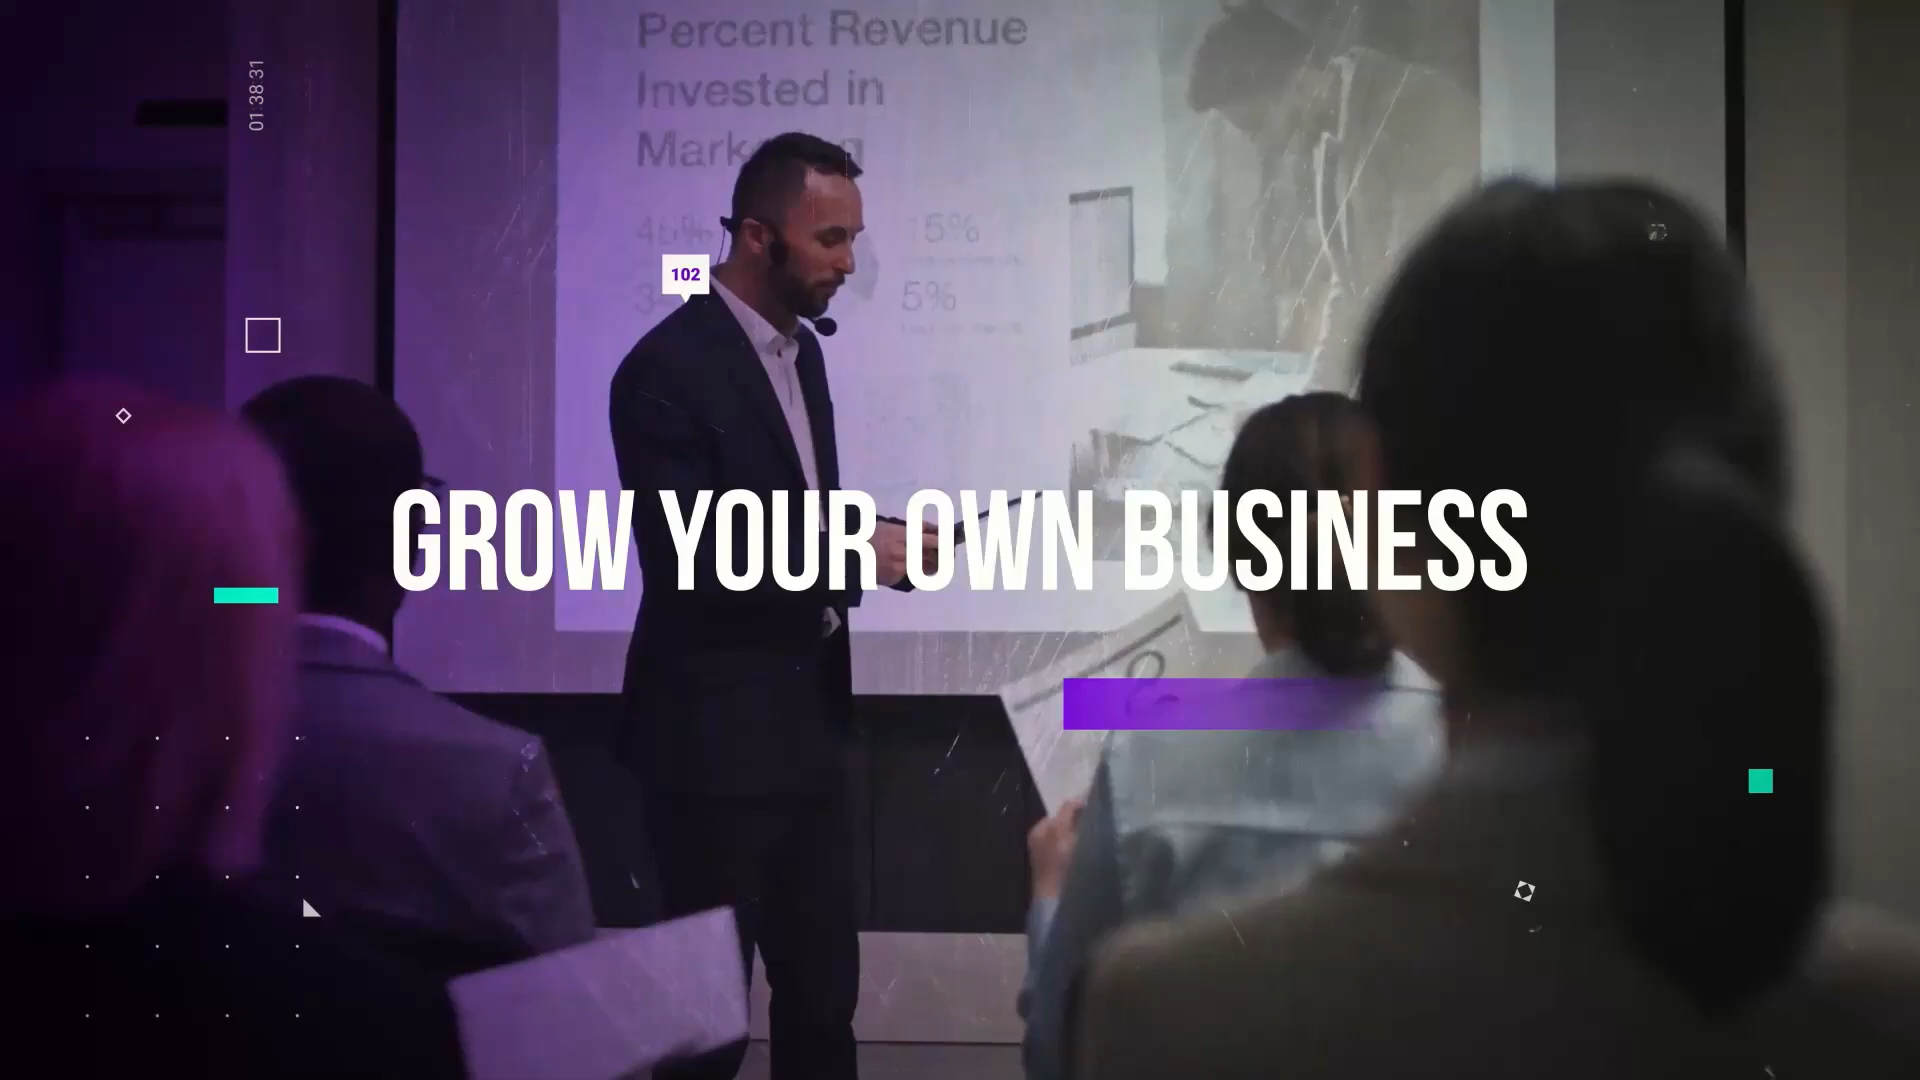 Percent Revenue
Invested in
01:38:31
15%
102
5%
GROW YOUR OWN BUSINESS